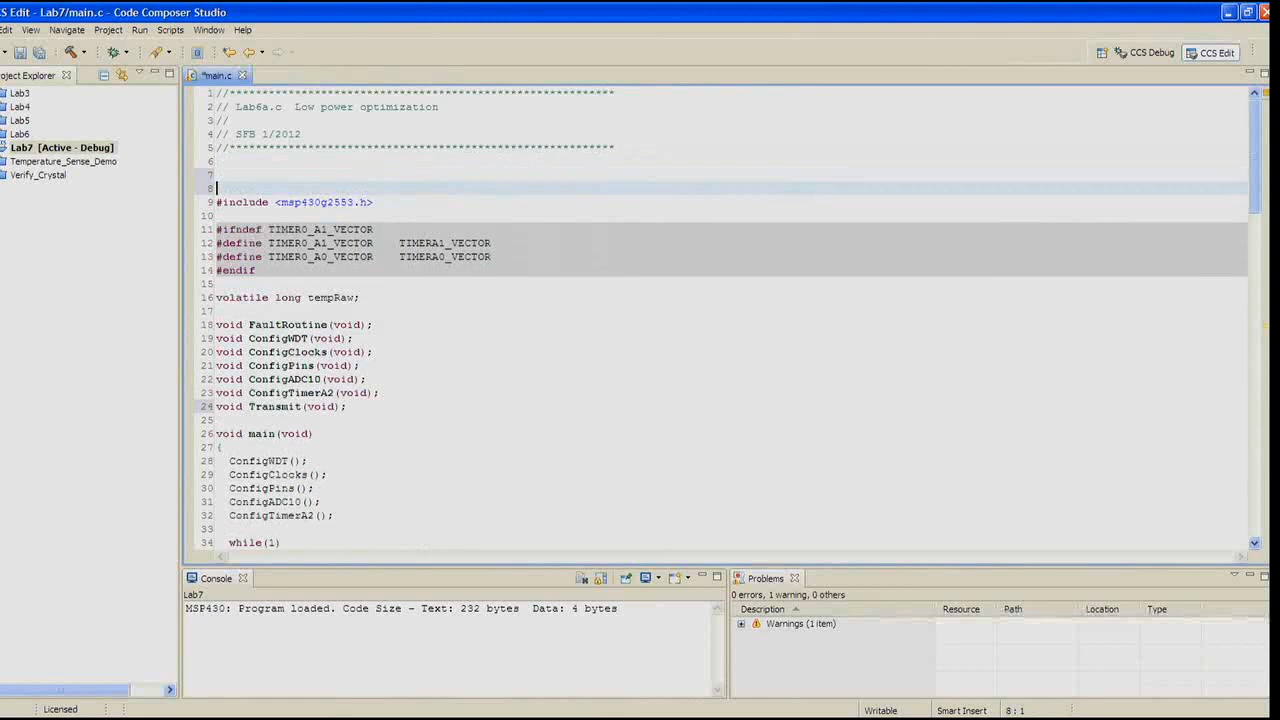 CS Edit - Lab7/main.c - Code Composer Studio
Edit View Navigate Project Run Scripts Window Help
CCS Debug CCS Edit
Project Explorer
*main.c
Lab3
Lab4
Lab5
Lab6
Lab7 [Active - Debug]
Temperature_Sense_Demo
Verify_Crystal
1 //***********************************************************
2 // Lab6a.c  Low power optimization
3 //
4 // SFB 1/2012
5 //***********************************************************
6
7
8
9 #include <msp430g2553.h>
10
11 #ifndef TIMER0_A1_VECTOR
12 #define TIMER0_A1_VECTOR    TIMERA1_VECTOR
13 #define TIMER0_A0_VECTOR    TIMERA0_VECTOR
14 #endif
15
16 volatile long tempRaw;
17
18 void FaultRoutine(void);
19 void ConfigWDT(void);
20 void ConfigClocks(void);
21 void ConfigPins(void);
22 void ConfigADC10(void);
23 void ConfigTimerA2(void);
24 void Transmit(void);
25
26 void main(void)
27 {
28   ConfigWDT();
29   ConfigClocks();
30   ConfigPins();
31   ConfigADC10();
32   ConfigTimerA2();
33
34   while(1)
Console
Lab7
MSP430: Program loaded. Code Size - Text: 232 bytes  Data: 4 bytes
Problems
0 errors, 1 warning, 0 others
Description Resource Path Location Type
Warnings (1 item)
Licensed
Writable Smart Insert 8 : 1